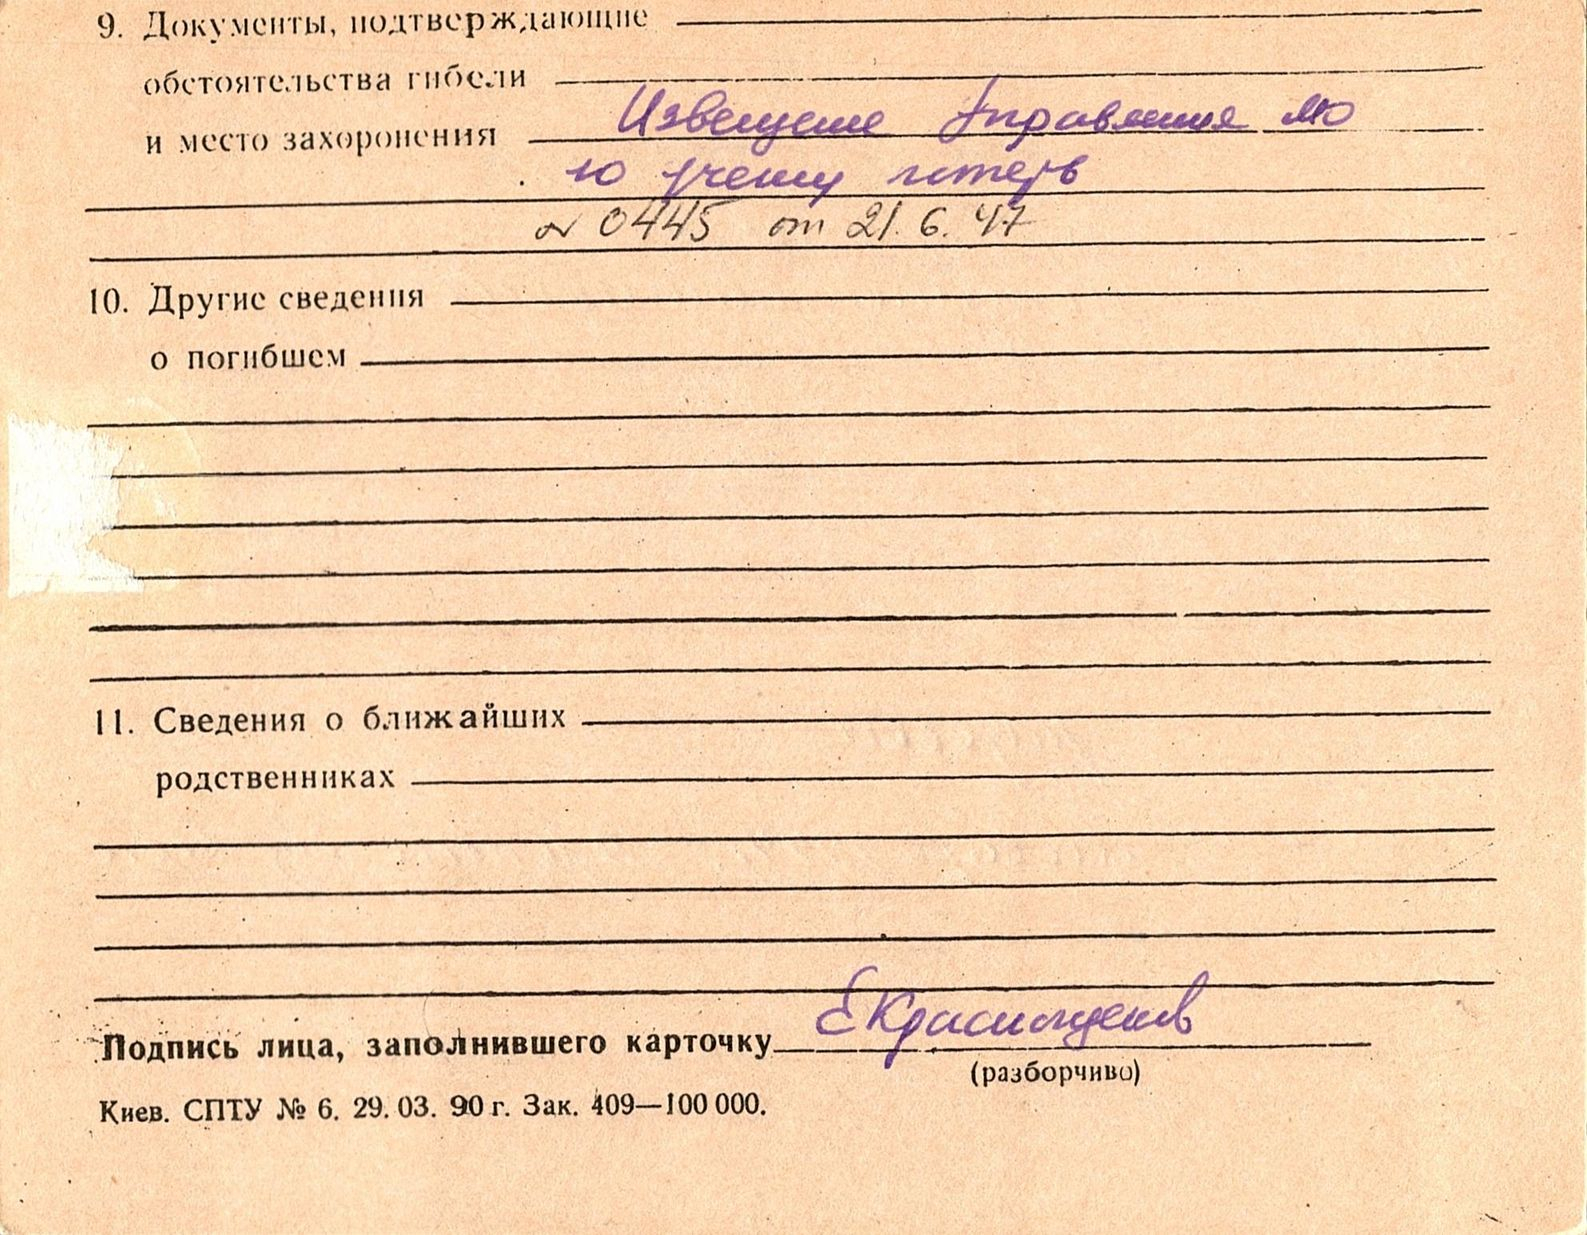 9. Документы, подтверждающие
обстоятельства гибели
и место захоронения Извещение Управления МО
по учету потерь
№ 0445 от 21.6.47
10. Другие сведения
о погибшем
11. Сведения о ближайших
родственниках
Подпись лица, заполнившего карточку
(разборчиво)
Киев. СПТУ № 6. 29.03.90 г. Зак. 409—100 000.